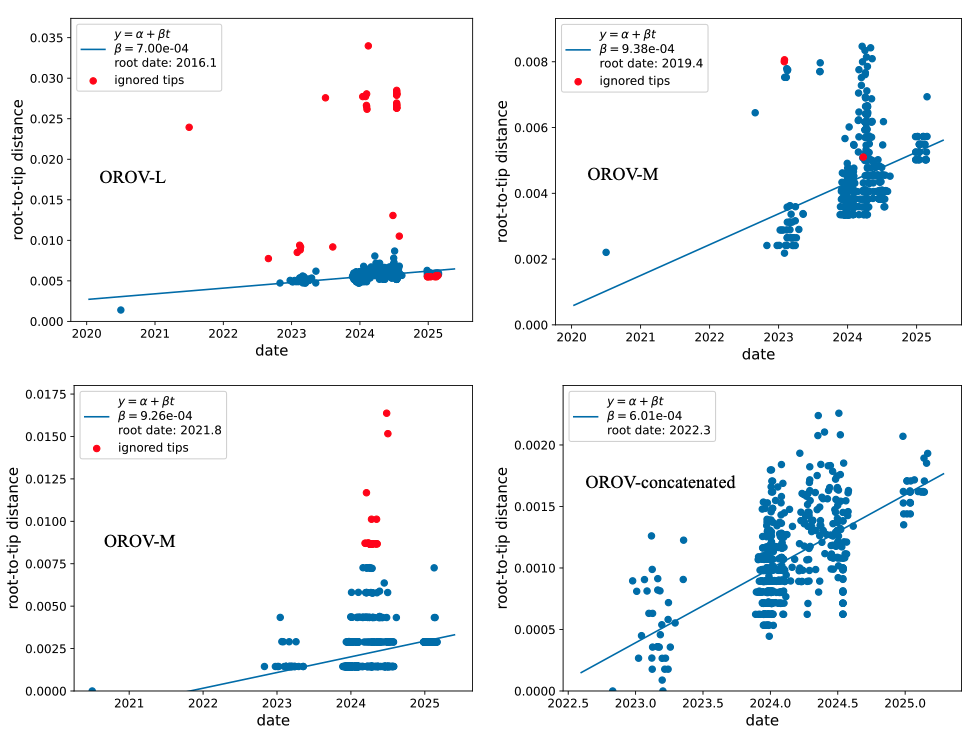 y = α + βt
β = 7.00e-04
root date: 2016.1
ignored tips
OROV-L
root-to-tip distance
0.035
0.030
0.025
0.020
0.015
0.010
0.005
0.000
2020 2021 2022 2023 2024 2025
date
y = α + βt
β = 9.38e-04
root date: 2019.4
ignored tips
OROV-M
root-to-tip distance
0.008
0.006
0.004
0.002
0.000
2020 2021 2022 2023 2024 2025
date
y = α + βt
β = 9.26e-04
root date: 2021.8
ignored tips
OROV-M
root-to-tip distance
0.0175
0.0150
0.0125
0.0100
0.0075
0.0050
0.0025
0.0000
2021 2022 2023 2024 2025
date
y = α + βt
β = 6.01e-04
root date: 2022.3
OROV-concatenated
root-to-tip distance
0.0020
0.0015
0.0010
0.0005
0.0000
2022.5 2023.0 2023.5 2024.0 2024.5 2025.0
date